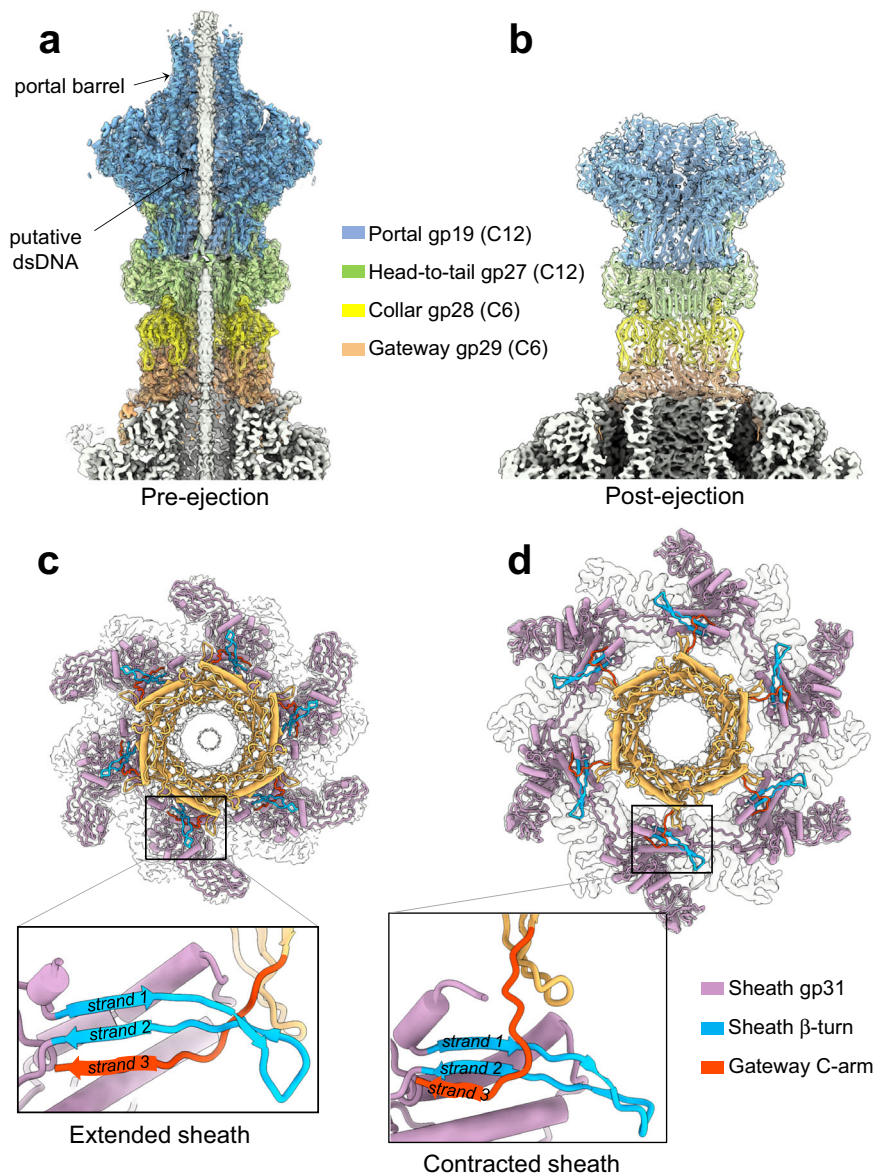 a
b
portal barrel
putative
dsDNA
Portal gp19 (C12)
Head-to-tail gp27 (C12)
Collar gp28 (C6)
Gateway gp29 (C6)
Pre-ejection
Post-ejection
c
d
strand 1
strand 2
strand 3
Extended sheath
strand 1
strand 2
strand 3
Contracted sheath
Sheath gp31
Sheath β-turn
Gateway C-arm